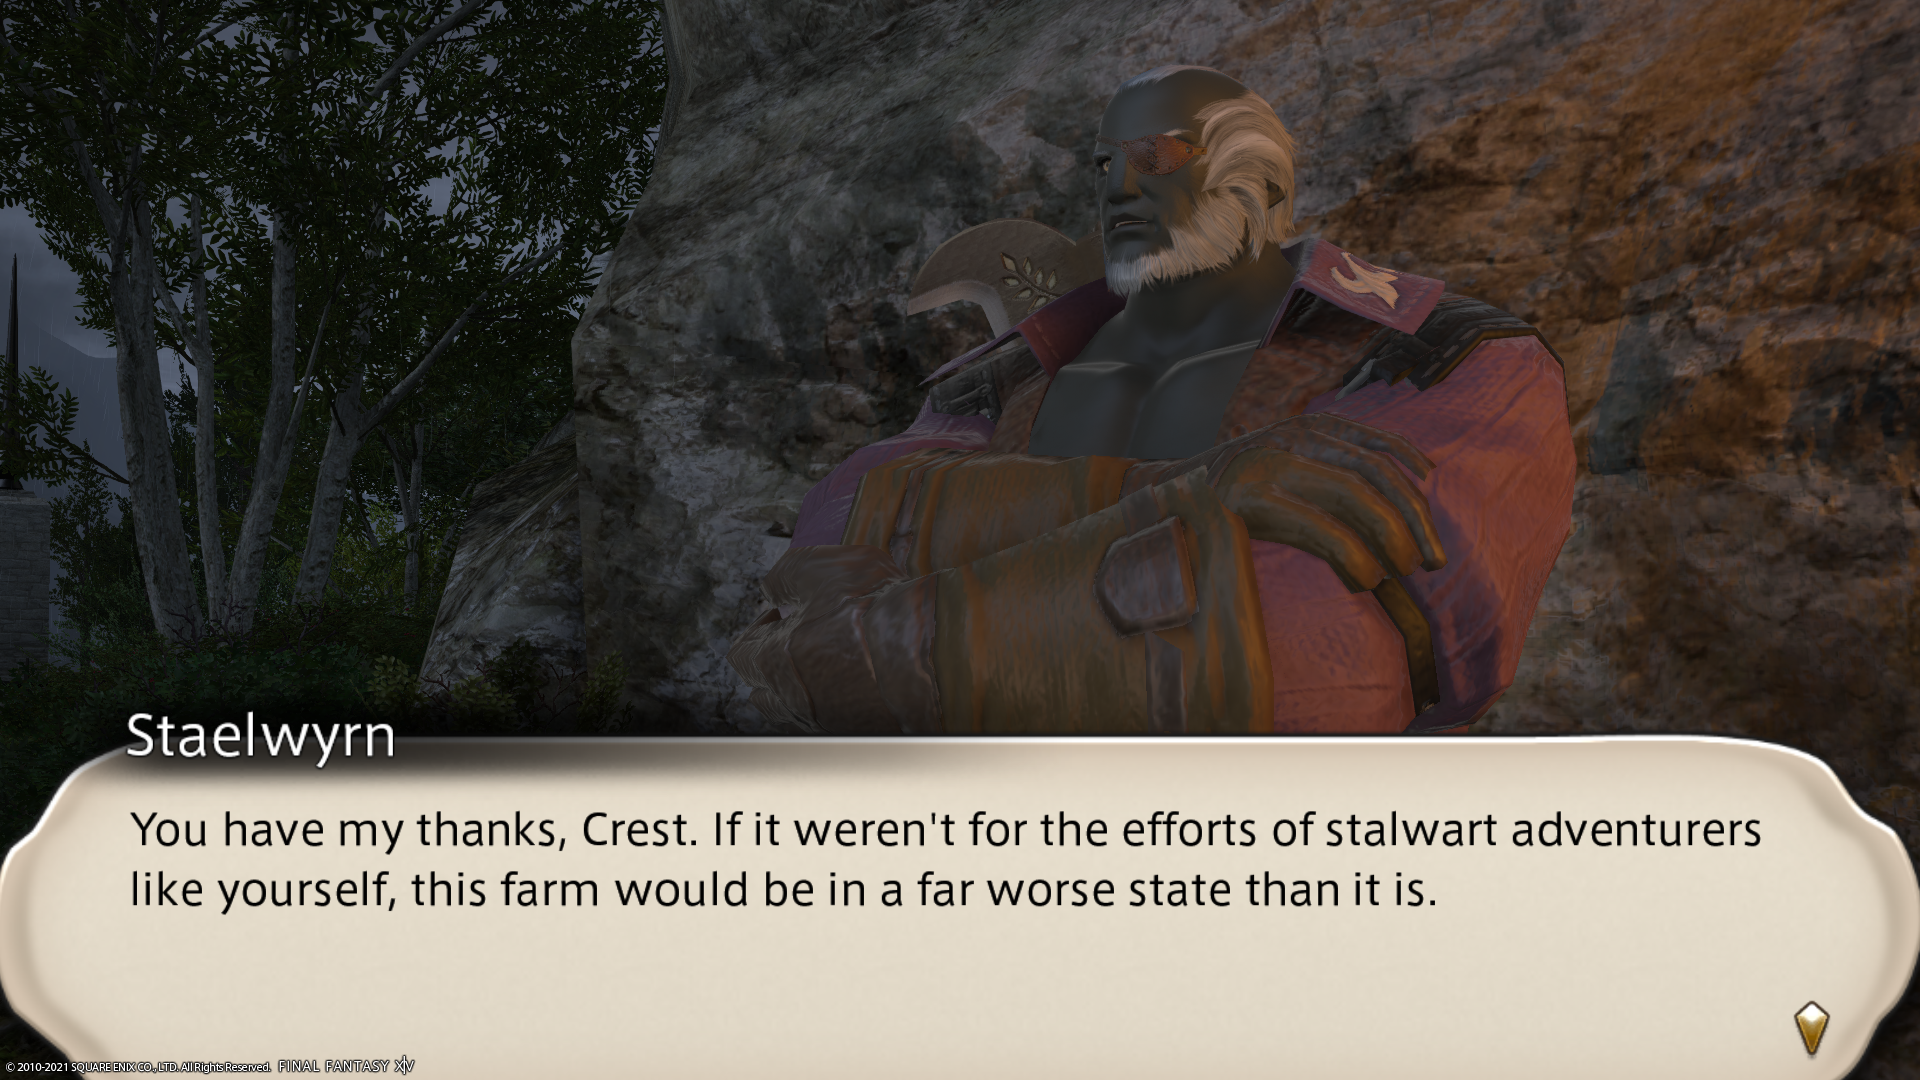 Staelwyrn
You have my thanks, Crest. If it weren't for the efforts of stalwart adventurers
like yourself, this farm would be in a far worse state than it is.
© 2010-2021 SQUARE ENIX CO., LTD. All Rights Reserved. FINAL FANTASY XIV